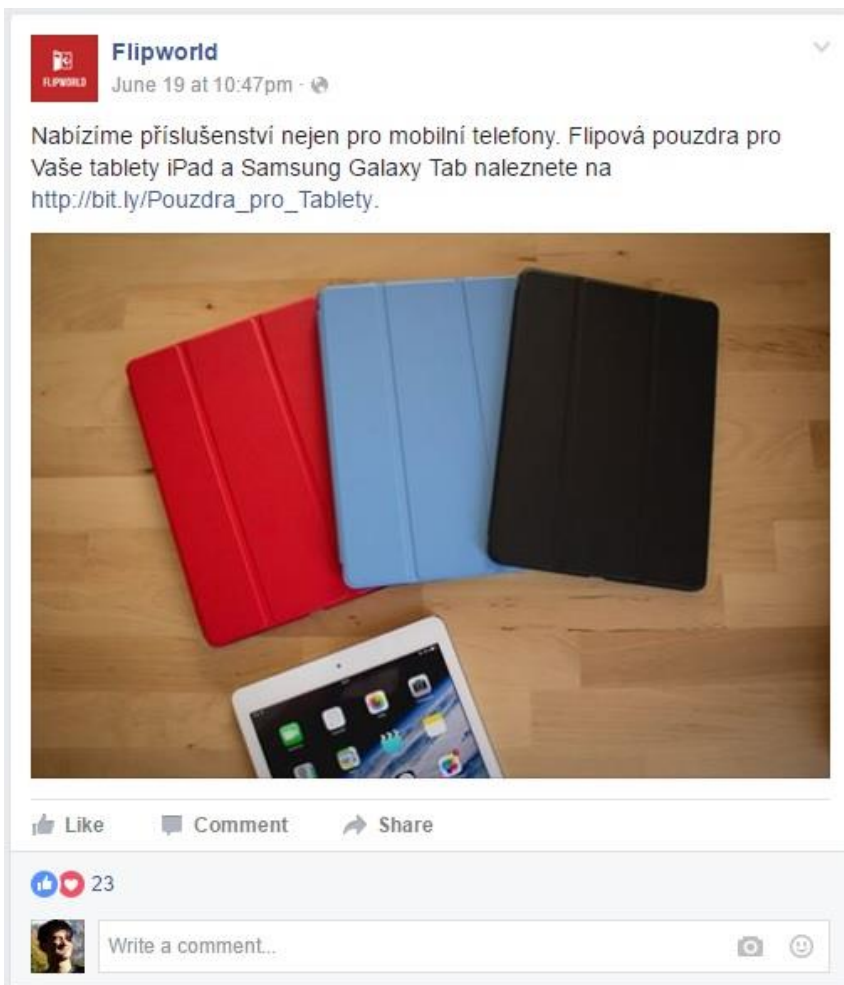 Flipworld
FLIPWORLD
June 19 at 10:47pm ·
Nabízíme příslušenství nejen pro mobilní telefony. Flipová pouzdra pro
Vaše tablety iPad a Samsung Galaxy Tab naleznete na
http://bit.ly/Pouzdra_pro_Tablety.
Like Comment Share
23
Write a comment...